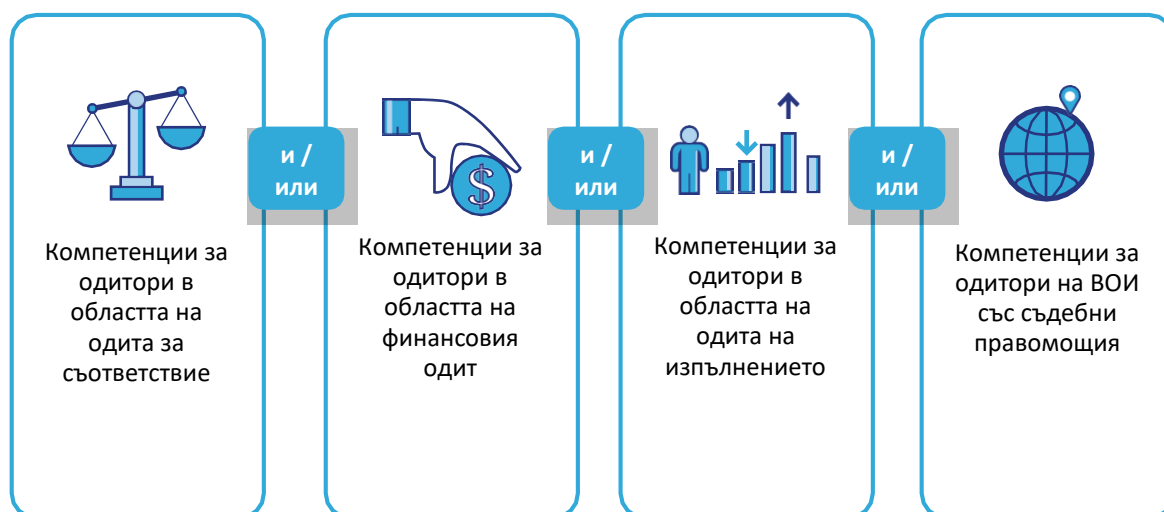 Компетенции за
одитори в
областта на
одита за
съответствие
и /
или
Компетенции за
одитори в
областта на
финансовия
одит
и /
или
Компетенции за
одитори в
областта на
одита на
изпълнението
и /
или
Компетенции за
одитори на ВОИ
със съдебни
правомощия
$